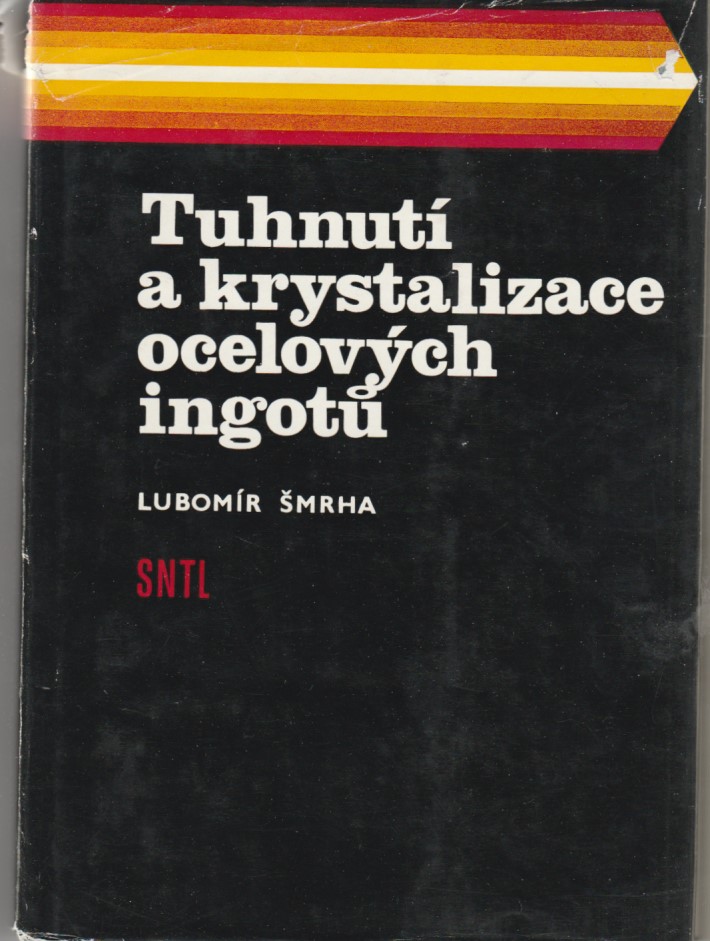 Tuhnutí
a krystalizace
ocelových
ingotů
LUBOMÍR ŠMRHA
SNTL